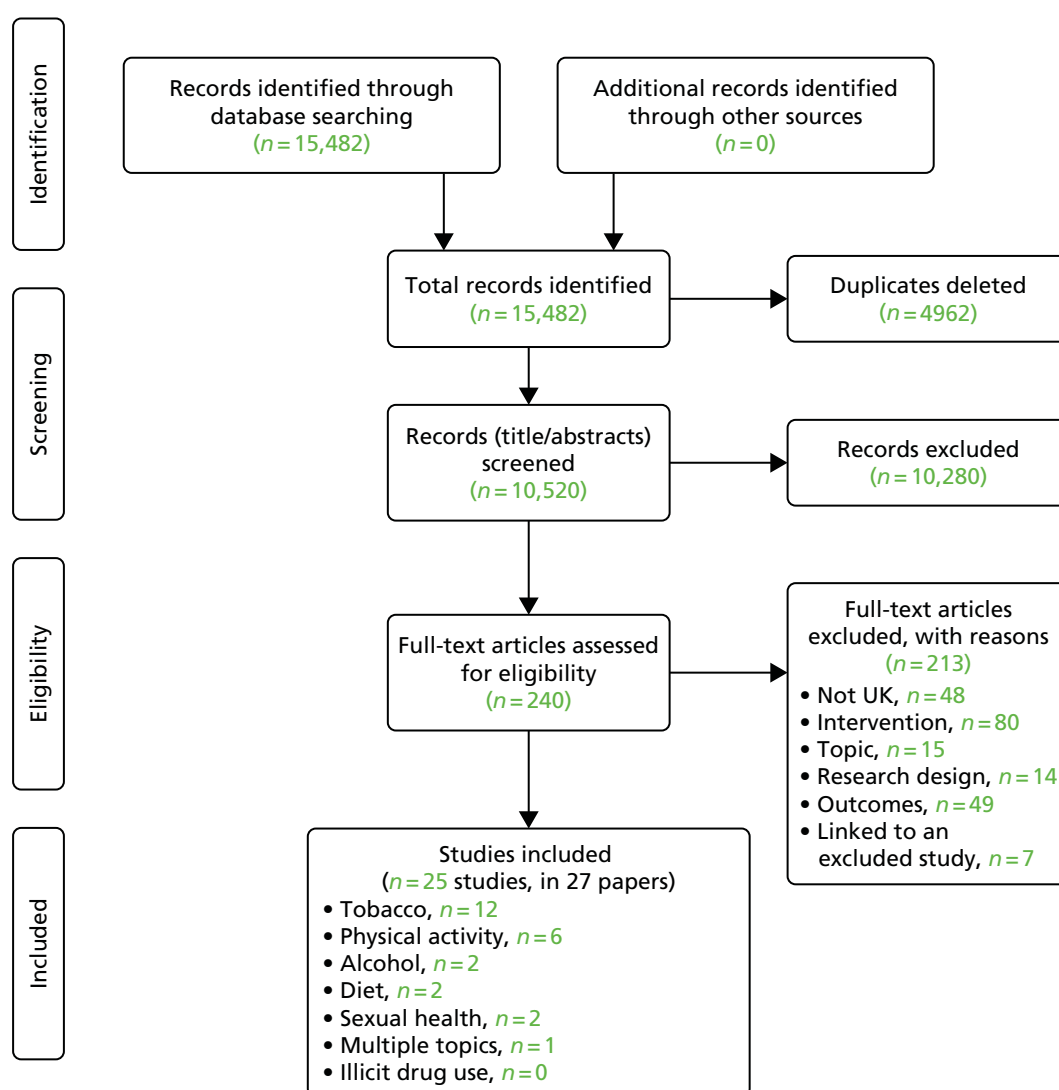 Identification
Records identified through
database searching
(n = 15,482)
Additional records identified
through other sources
(n = 0)
Total records identified
(n = 15,482)
Duplicates deleted
(n = 4962)
Screening
Records (title/abstracts)
screened
(n = 10,520)
Records excluded
(n = 10,280)
Eligibility
Full-text articles assessed
for eligibility
(n = 240)
Full-text articles
excluded, with reasons
(n = 213)
• Not UK, n = 48
• Intervention, n = 80
• Topic, n = 15
• Research design, n = 14
• Outcomes, n = 49
• Linked to an
excluded study, n = 7
Included
Studies included
(n = 25 studies, in 27 papers)
• Tobacco, n = 12
• Physical activity, n = 6
• Alcohol, n = 2
• Diet, n = 2
• Sexual health, n = 2
• Multiple topics, n = 1
• Illicit drug use, n = 0